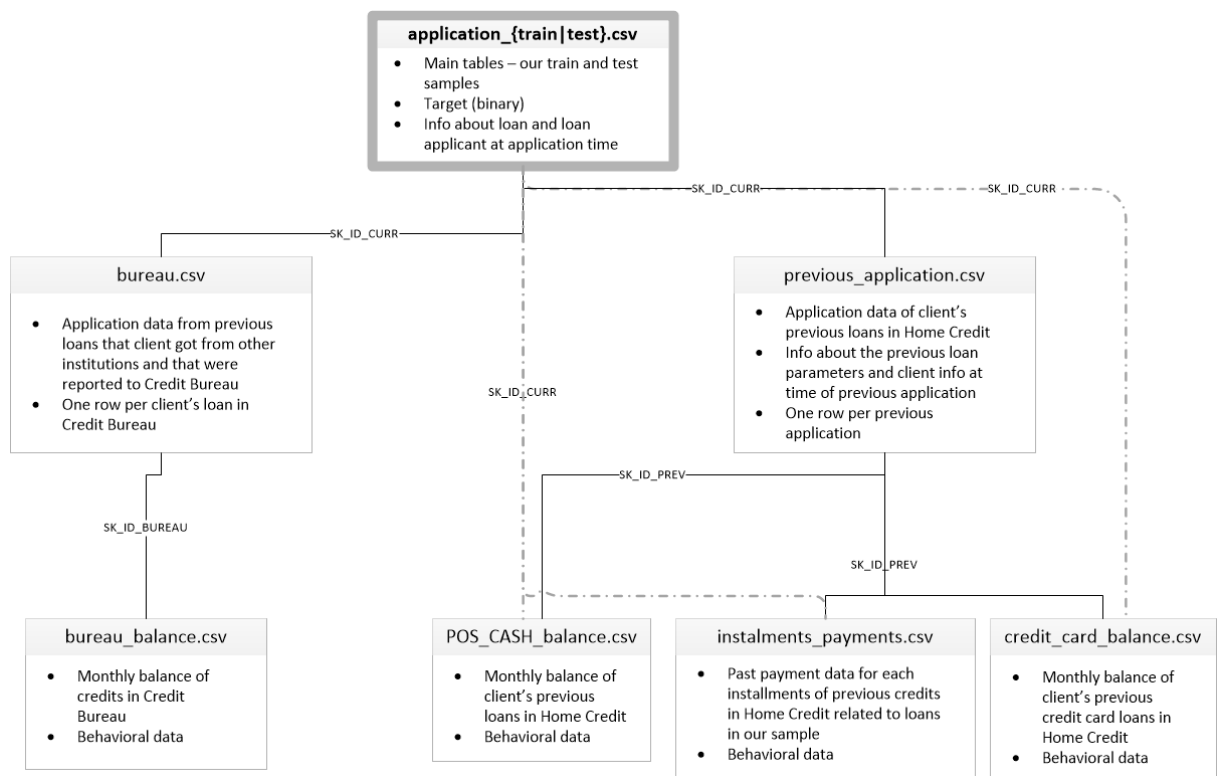 application_{train|test}.csv
• Main tables – our train and test
samples
• Target (binary)
• Info about loan and loan
applicant at application time
SK_ID_CURR
SK_ID_CURR
SK_ID_CURR
bureau.csv
• Application data from previous
loans that client got from other
institutions and that were
reported to Credit Bureau
• One row per client's loan in
Credit Bureau
previous_application.csv
• Application data of client's
previous loans in Home Credit
• Info about the previous loan
parameters and client info at
time of previous application
• One row per previous
application
SK_ID_CURR
SK_ID_PREV
SK_ID_BUREAU
SK_ID_PREV
bureau_balance.csv
• Monthly balance of
credits in Credit
Bureau
• Behavioral data
POS_CASH_balance.csv
• Monthly balance of
client's previous
loans in Home Credit
• Behavioral data
instalments_payments.csv
• Past payment data for each
installments of previous credits
in Home Credit related to loans
in our sample
• Behavioral data
credit_card_balance.csv
• Monthly balance of
client's previous
credit card loans in
Home Credit
• Behavioral data